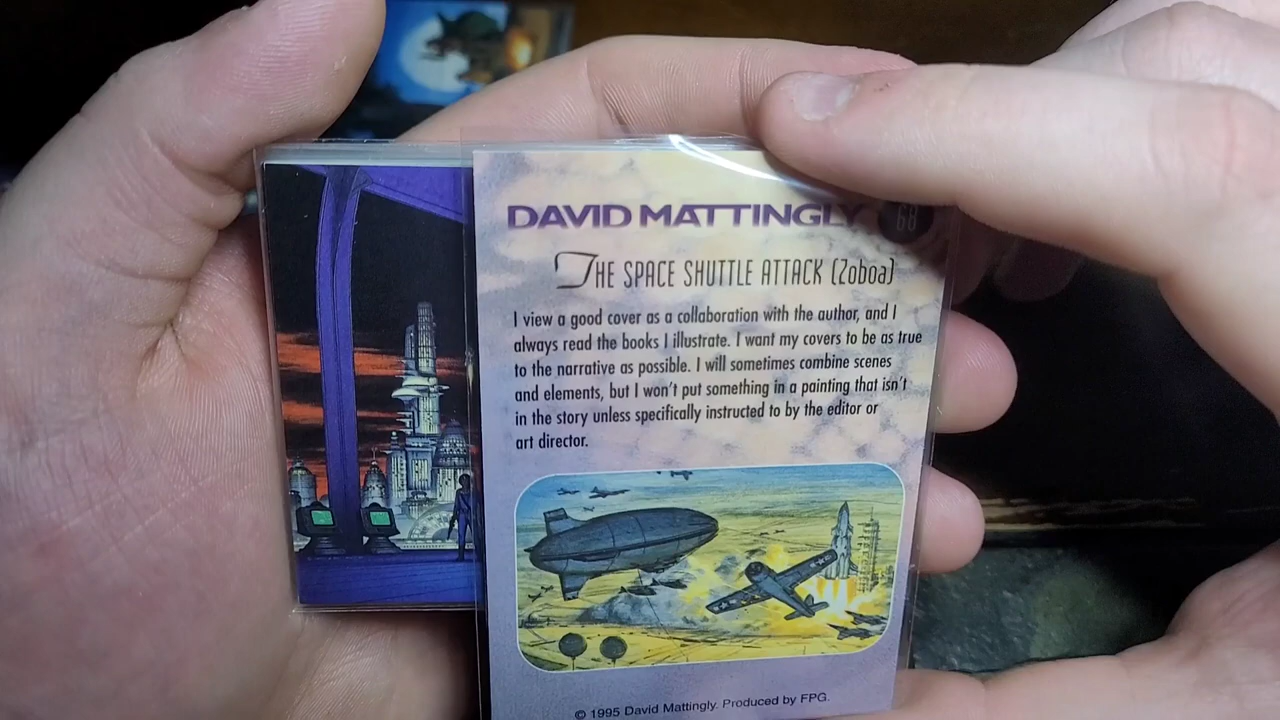 DAVID MATTINGLY
68
THE SPACE SHUTTLE ATTACK (Zoboa)
I view a good cover as a collaboration with the author, and I
always read the books I illustrate. I want my covers to be as true
to the narrative as possible. I will sometimes combine scenes
and elements, but I won't put something in a painting that isn't
in the story unless specifically instructed to by the editor or
art director.
© 1995 David Mattingly. Produced by FPG.